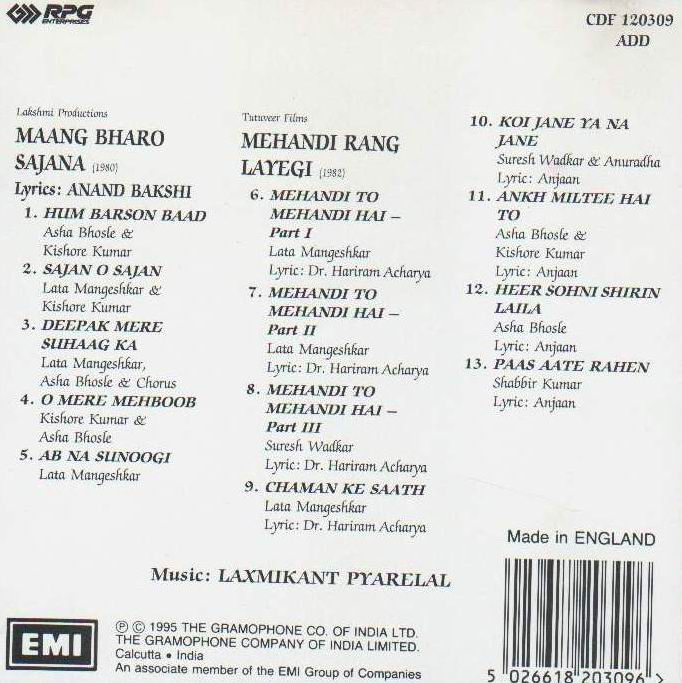 RPG
ENTERPRISES
CDF 120309
ADD
Lakshmi Productions
MAANG BHARO
SAJANA (1980)
Lyrics: ANAND BAKSHI
1. HUM BARSON BAAD
Asha Bhosle &
Kishore Kumar
2. SAJAN O SAJAN
Lata Mangeshkar &
Kishore Kumar
3. DEEPAK MERE
SUHAAG KA
Lata Mangeshkar,
Asha Bhosle & Chorus
4. O MERE MEHBOOB
Kishore Kumar &
Asha Bhosle
5. AB NA SUNOOGI
Lata Mangeshkar
Tutuveer Films
MEHANDI RANG
LAYEGI (1982)
6. MEHANDI TO
MEHANDI HAI –
Part I
Lata Mangeshkar
Lyric: Dr. Hariram Acharya
7. MEHANDI TO
MEHANDI HAI –
Part II
Lata Mangeshkar
Lyric: Dr. Hariram Acharya
8. MEHANDI TO
MEHANDI HAI –
Part III
Suresh Wadkar
Lyric: Dr. Hariram Acharya
9. CHAMAN KE SAATH
Lata Mangeshkar
Lyric: Dr. Hariram Acharya
10. KOI JANE YA NA
JANE
Suresh Wadkar & Anuradha
Lyric: Anjaan
11. ANKH MILTEE HAI
TO
Asha Bhosle &
Kishore Kumar
Lyric: Anjaan
12. HEER SOHNI SHIRIN
LAILA
Asha Bhosle
Lyric: Anjaan
13. PAAS AATE RAHEN
Shabbir Kumar
Lyric: Anjaan
Made in ENGLAND
Music: LAXMIKANT PYARELAL
EMI
℗ © 1995 THE GRAMOPHONE CO. OF INDIA LTD.
THE GRAMOPHONE COMPANY OF INDIA LIMITED.
Calcutta • India
An associate member of the EMI Group of Companies
5 026618 203096 >